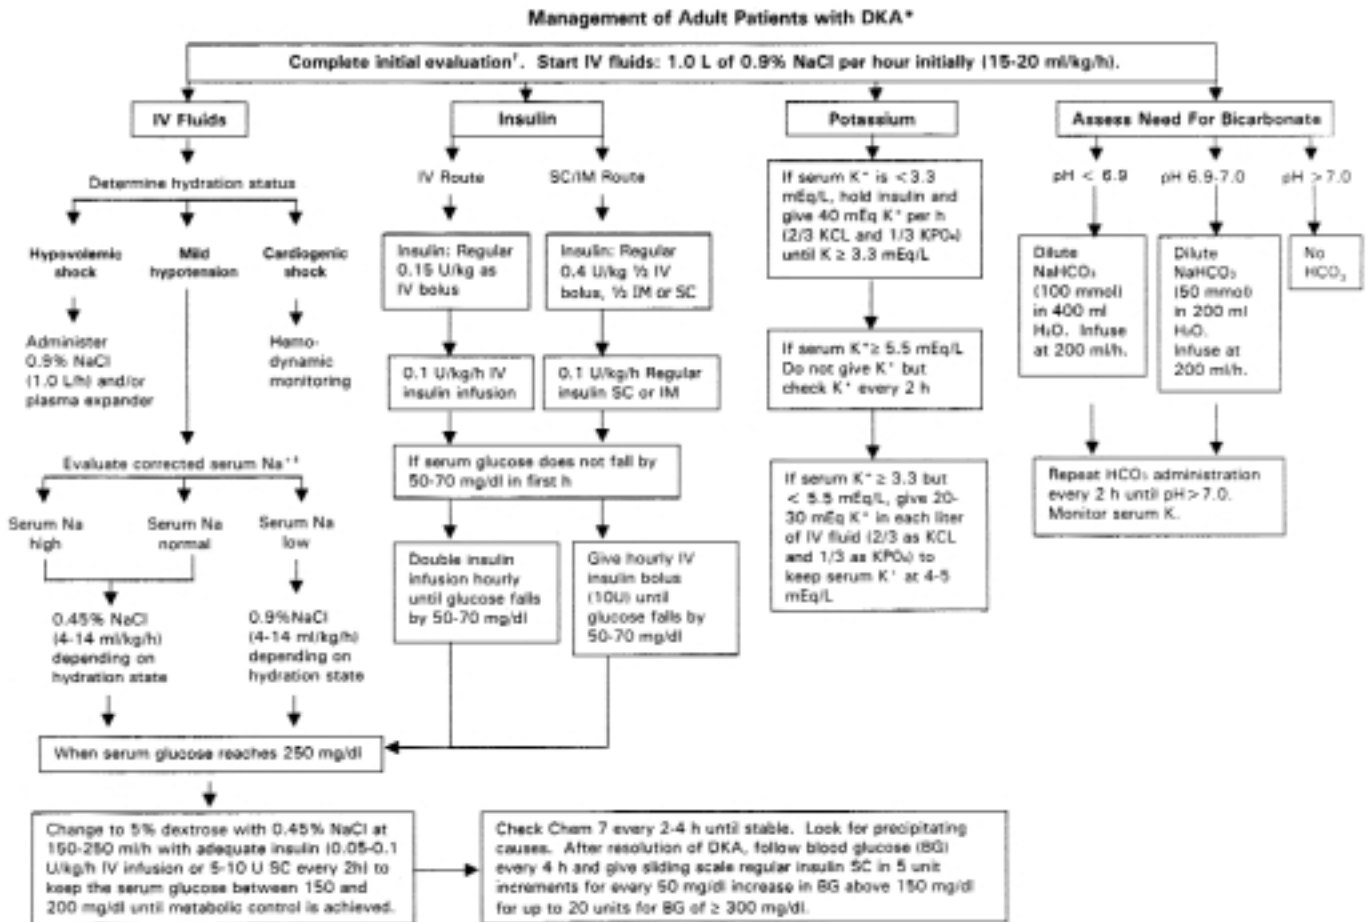 Management of Adult Patients with DKA*
Complete initial evaluation†. Start IV fluids: 1.0 L of 0.9% NaCl per hour initially (15-20 ml/kg/h).
IV Fluids
Determine hydration status
Hypovolemic
shock
Administer
0.9% NaCl
(1.0 L/h) and/or
plasma expander
Mild
hypotension
Cardiogenic
shock
Hemo-
dynamic
monitoring
Evaluate corrected serum Na⁺‡
Serum Na
high
Serum Na
normal
Serum Na
low
0.45% NaCl
(4-14 ml/kg/h)
depending on
hydration state
0.9%NaCl
(4-14 ml/kg/h)
depending on
hydration state
When serum glucose reaches 250 mg/dl
Change to 5% dextrose with 0.45% NaCl at
150-250 ml/h with adequate insulin (0.05-0.1
U/kg/h IV infusion or 5-10 U SC every 2h) to
keep the serum glucose between 150 and
200 mg/dl until metabolic control is achieved.
Check Chem 7 every 2-4 h until stable. Look for precipitating
causes. After resolution of DKA, follow blood glucose (BG)
every 4 h and give sliding scale regular insulin SC in 5 unit
increments for every 50 mg/dl increase in BG above 150 mg/dl
for up to 20 units for BG of ≥ 300 mg/dl.
Insulin
IV Route
Insulin: Regular
0.15 U/kg as
IV bolus
0.1 U/kg/h IV
insulin infusion
SC/IM Route
Insulin: Regular
0.4 U/kg ½ IV
bolus, ½ IM or SC
0.1 U/kg/h Regular
insulin SC or IM
If serum glucose does not fall by
50-70 mg/dl in first h
Double insulin
infusion hourly
until glucose falls
by 50-70 mg/dl
Give hourly IV
insulin bolus
(10U) until
glucose falls by
50-70 mg/dl
Potassium
If serum K⁺ is <3.3
mEq/L, hold insulin and
give 40 mEq K⁺ per h
(2/3 KCL and 1/3 KPO₄)
until K ≥ 3.3 mEq/L
If serum K⁺≥ 5.5 mEq/L
Do not give K⁺ but
check K⁺ every 2 h
If serum K⁺ ≥ 3.3 but
< 5.5 mEq/L, give 20-
30 mEq K⁺ in each liter
of IV fluid (2/3 as KCL
and 1/3 as KPO₄) to
keep serum K⁺ at 4-5
mEq/L
Assess Need For Bicarbonate
pH < 6.9
Dilute
NaHCO₃
(100 mmol)
in 400 ml
H₂O. Infuse
at 200 ml/h.
pH 6.9-7.0
Dilute
NaHCO₃
(50 mmol)
in 200 ml
H₂O.
Infuse at
200 ml/h.
pH >7.0
No
HCO₃
Repeat HCO₃ administration
every 2 h until pH>7.0.
Monitor serum K.